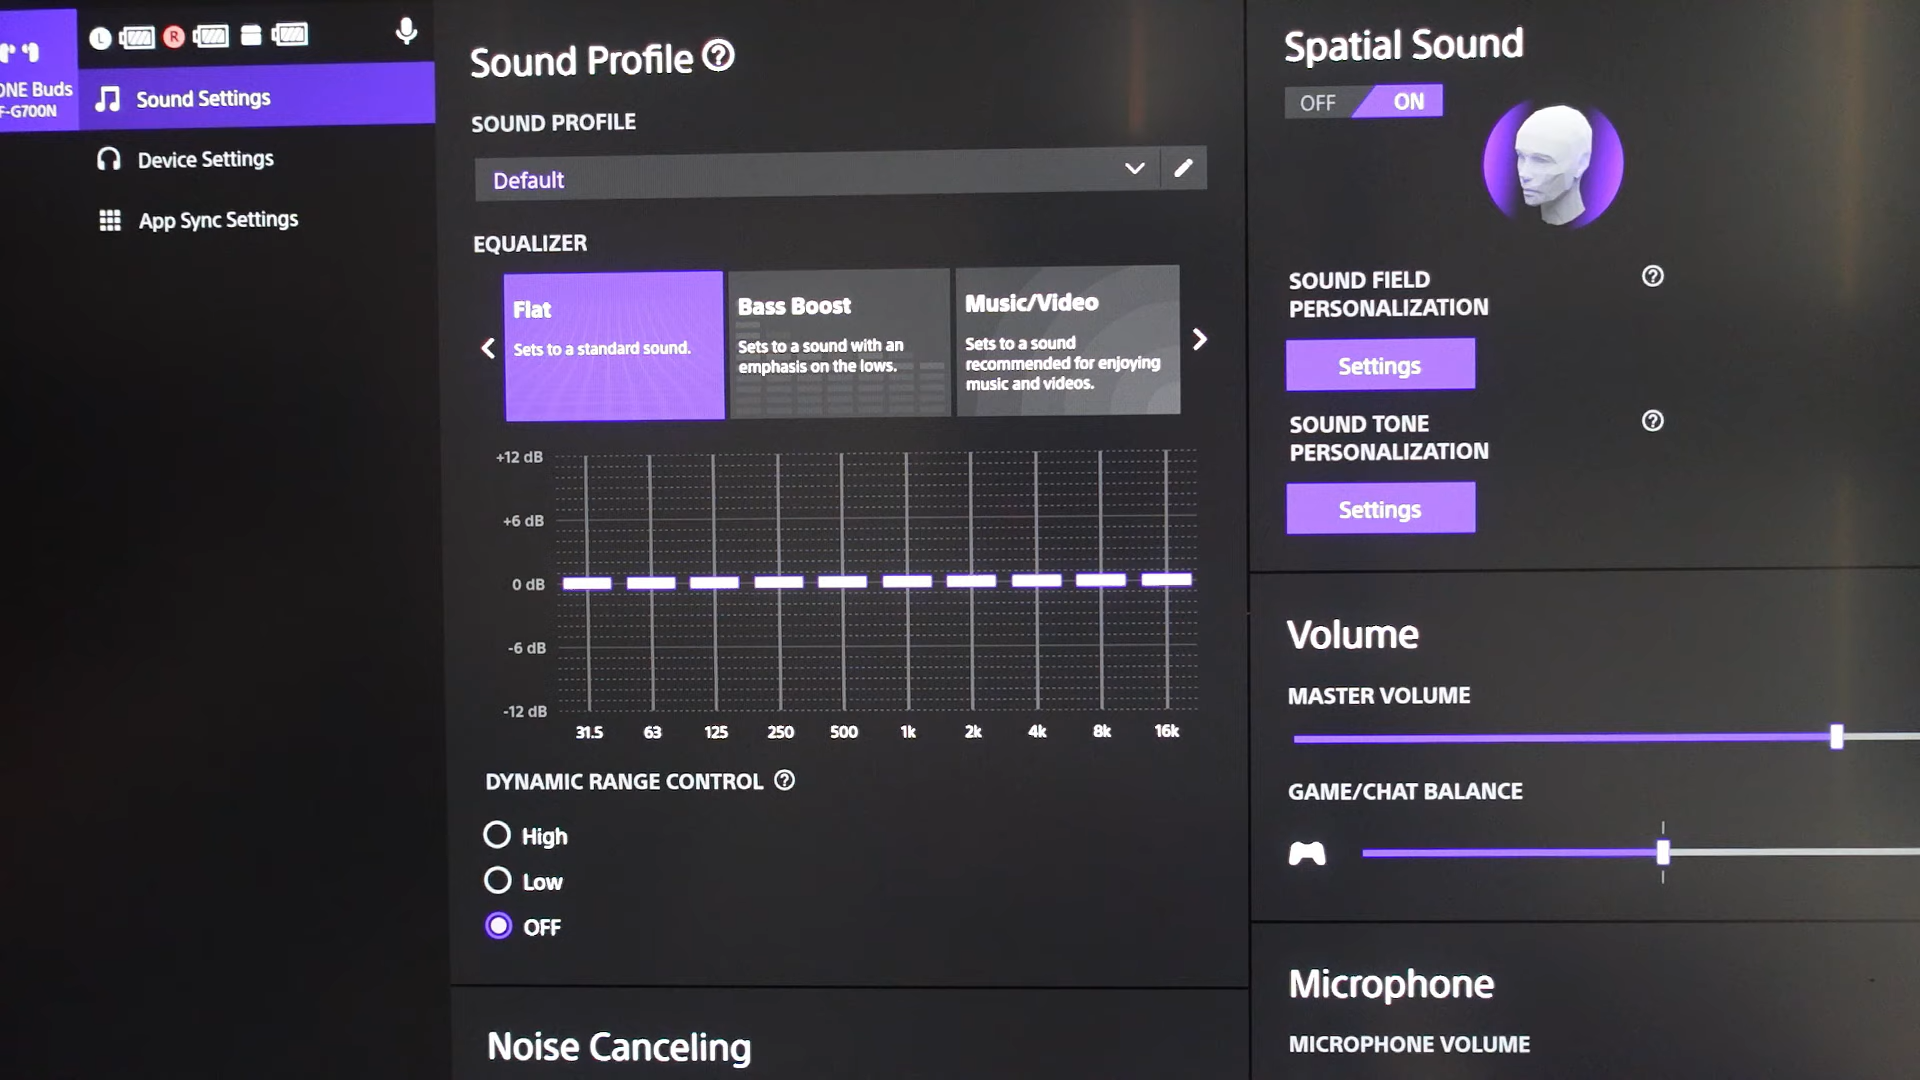 L R
ONE Buds
F-G700N
Sound Settings
Device Settings
App Sync Settings
Sound Profile ?
SOUND PROFILE
Default
EQUALIZER
Flat
Sets to a standard sound.
Bass Boost
Sets to a sound with an
emphasis on the lows.
Music/Video
Sets to a sound
recommended for enjoying
music and videos.
+12 dB
+6 dB
0 dB
-6 dB
-12 dB
31.5 63 125 250 500 1k 2k 4k 8k 16k
DYNAMIC RANGE CONTROL ?
High
Low
OFF
Noise Canceling
Spatial Sound
OFF ON
SOUND FIELD ?
PERSONALIZATION
Settings
SOUND TONE ?
PERSONALIZATION
Settings
Volume
MASTER VOLUME
GAME/CHAT BALANCE
Microphone
MICROPHONE VOLUME